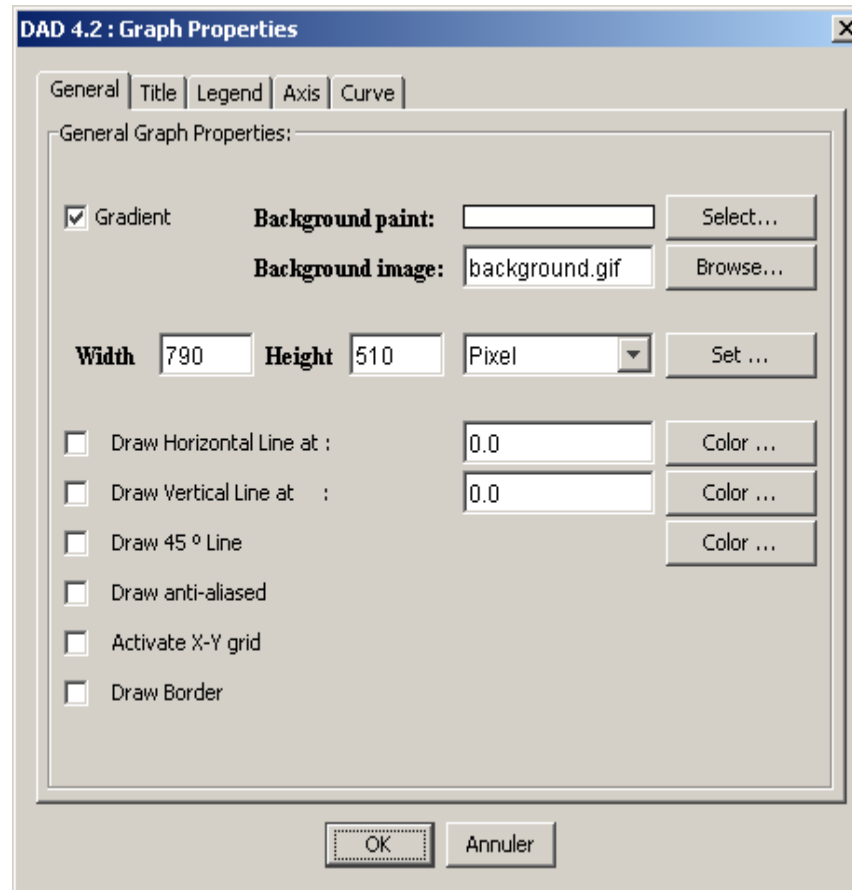 DAD 4.2 : Graph Properties
General Title Legend Axis Curve
General Graph Properties:
Gradient Background paint: Select...
Background image: background.gif Browse...
Width 790 Height 510 Pixel Set ...
Draw Horizontal Line at : 0.0 Color ...
Draw Vertical Line at : 0.0 Color ...
Draw 45 º Line Color ...
Draw anti-aliased
Activate X-Y grid
Draw Border
OK Annuler